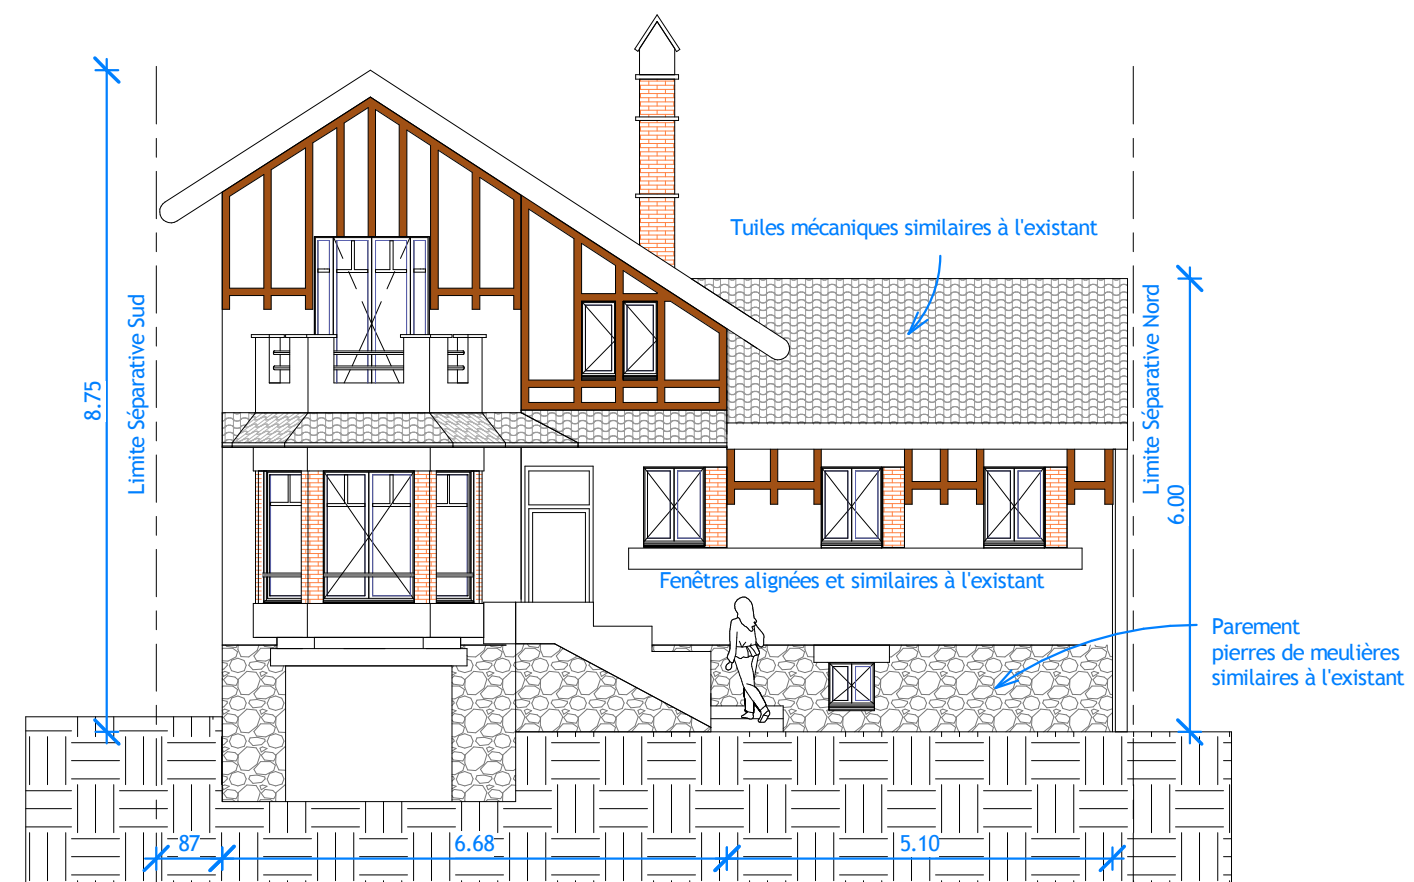 Tuiles mécaniques similaires à l'existant
Limite Séparative Sud
8.75
Limite Séparative Nord
6.00
Fenêtres alignées et similaires à l'existant
Parement
pierres de meulières
similaires à l'existant
87
6.68
5.10